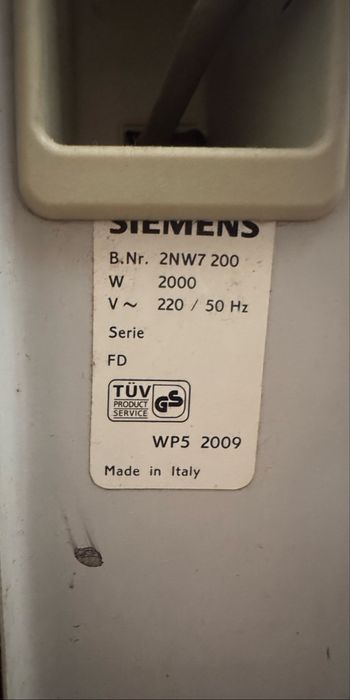 SIEMENS
B.Nr. 2NW7 200
W 2000
V ~ 220 / 50 Hz
Serie
FD
TÜV
PRODUCT
SERVICE
GS
WP5 2009
Made in Italy